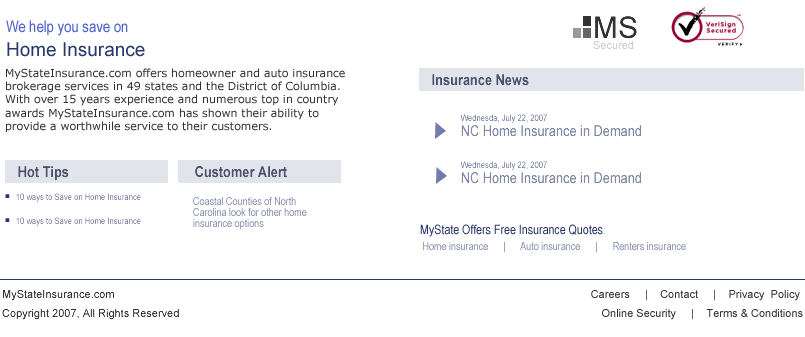 We help you save on
Home Insurance
MyStateInsurance.com offers homeowner and auto insurance
brokerage services in 49 states and the District of Columbia.
With over 15 years experience and numerous top in country
awards MyStateInsurance.com has shown their ability to
provide a worthwhile service to their customers.
Hot Tips
10 ways to Save on Home Insurance
10 ways to Save on Home Insurance
Customer Alert
Coastal Counties of North
Carolina look for other home
insurance options
MS
Secured
VeriSign
Secured
VERIFY
Insurance News
Wednesda, July 22, 2007
NC Home Insurance in Demand
Wednesda, July 22, 2007
NC Home Insurance in Demand
MyState Offers Free Insurance Quotes:
Home insurance | Auto insurance | Renters insurance
MyStateInsurance.com
Copyright 2007, All Rights Reserved
Careers | Contact | Privacy Policy
Online Security | Terms & Conditions